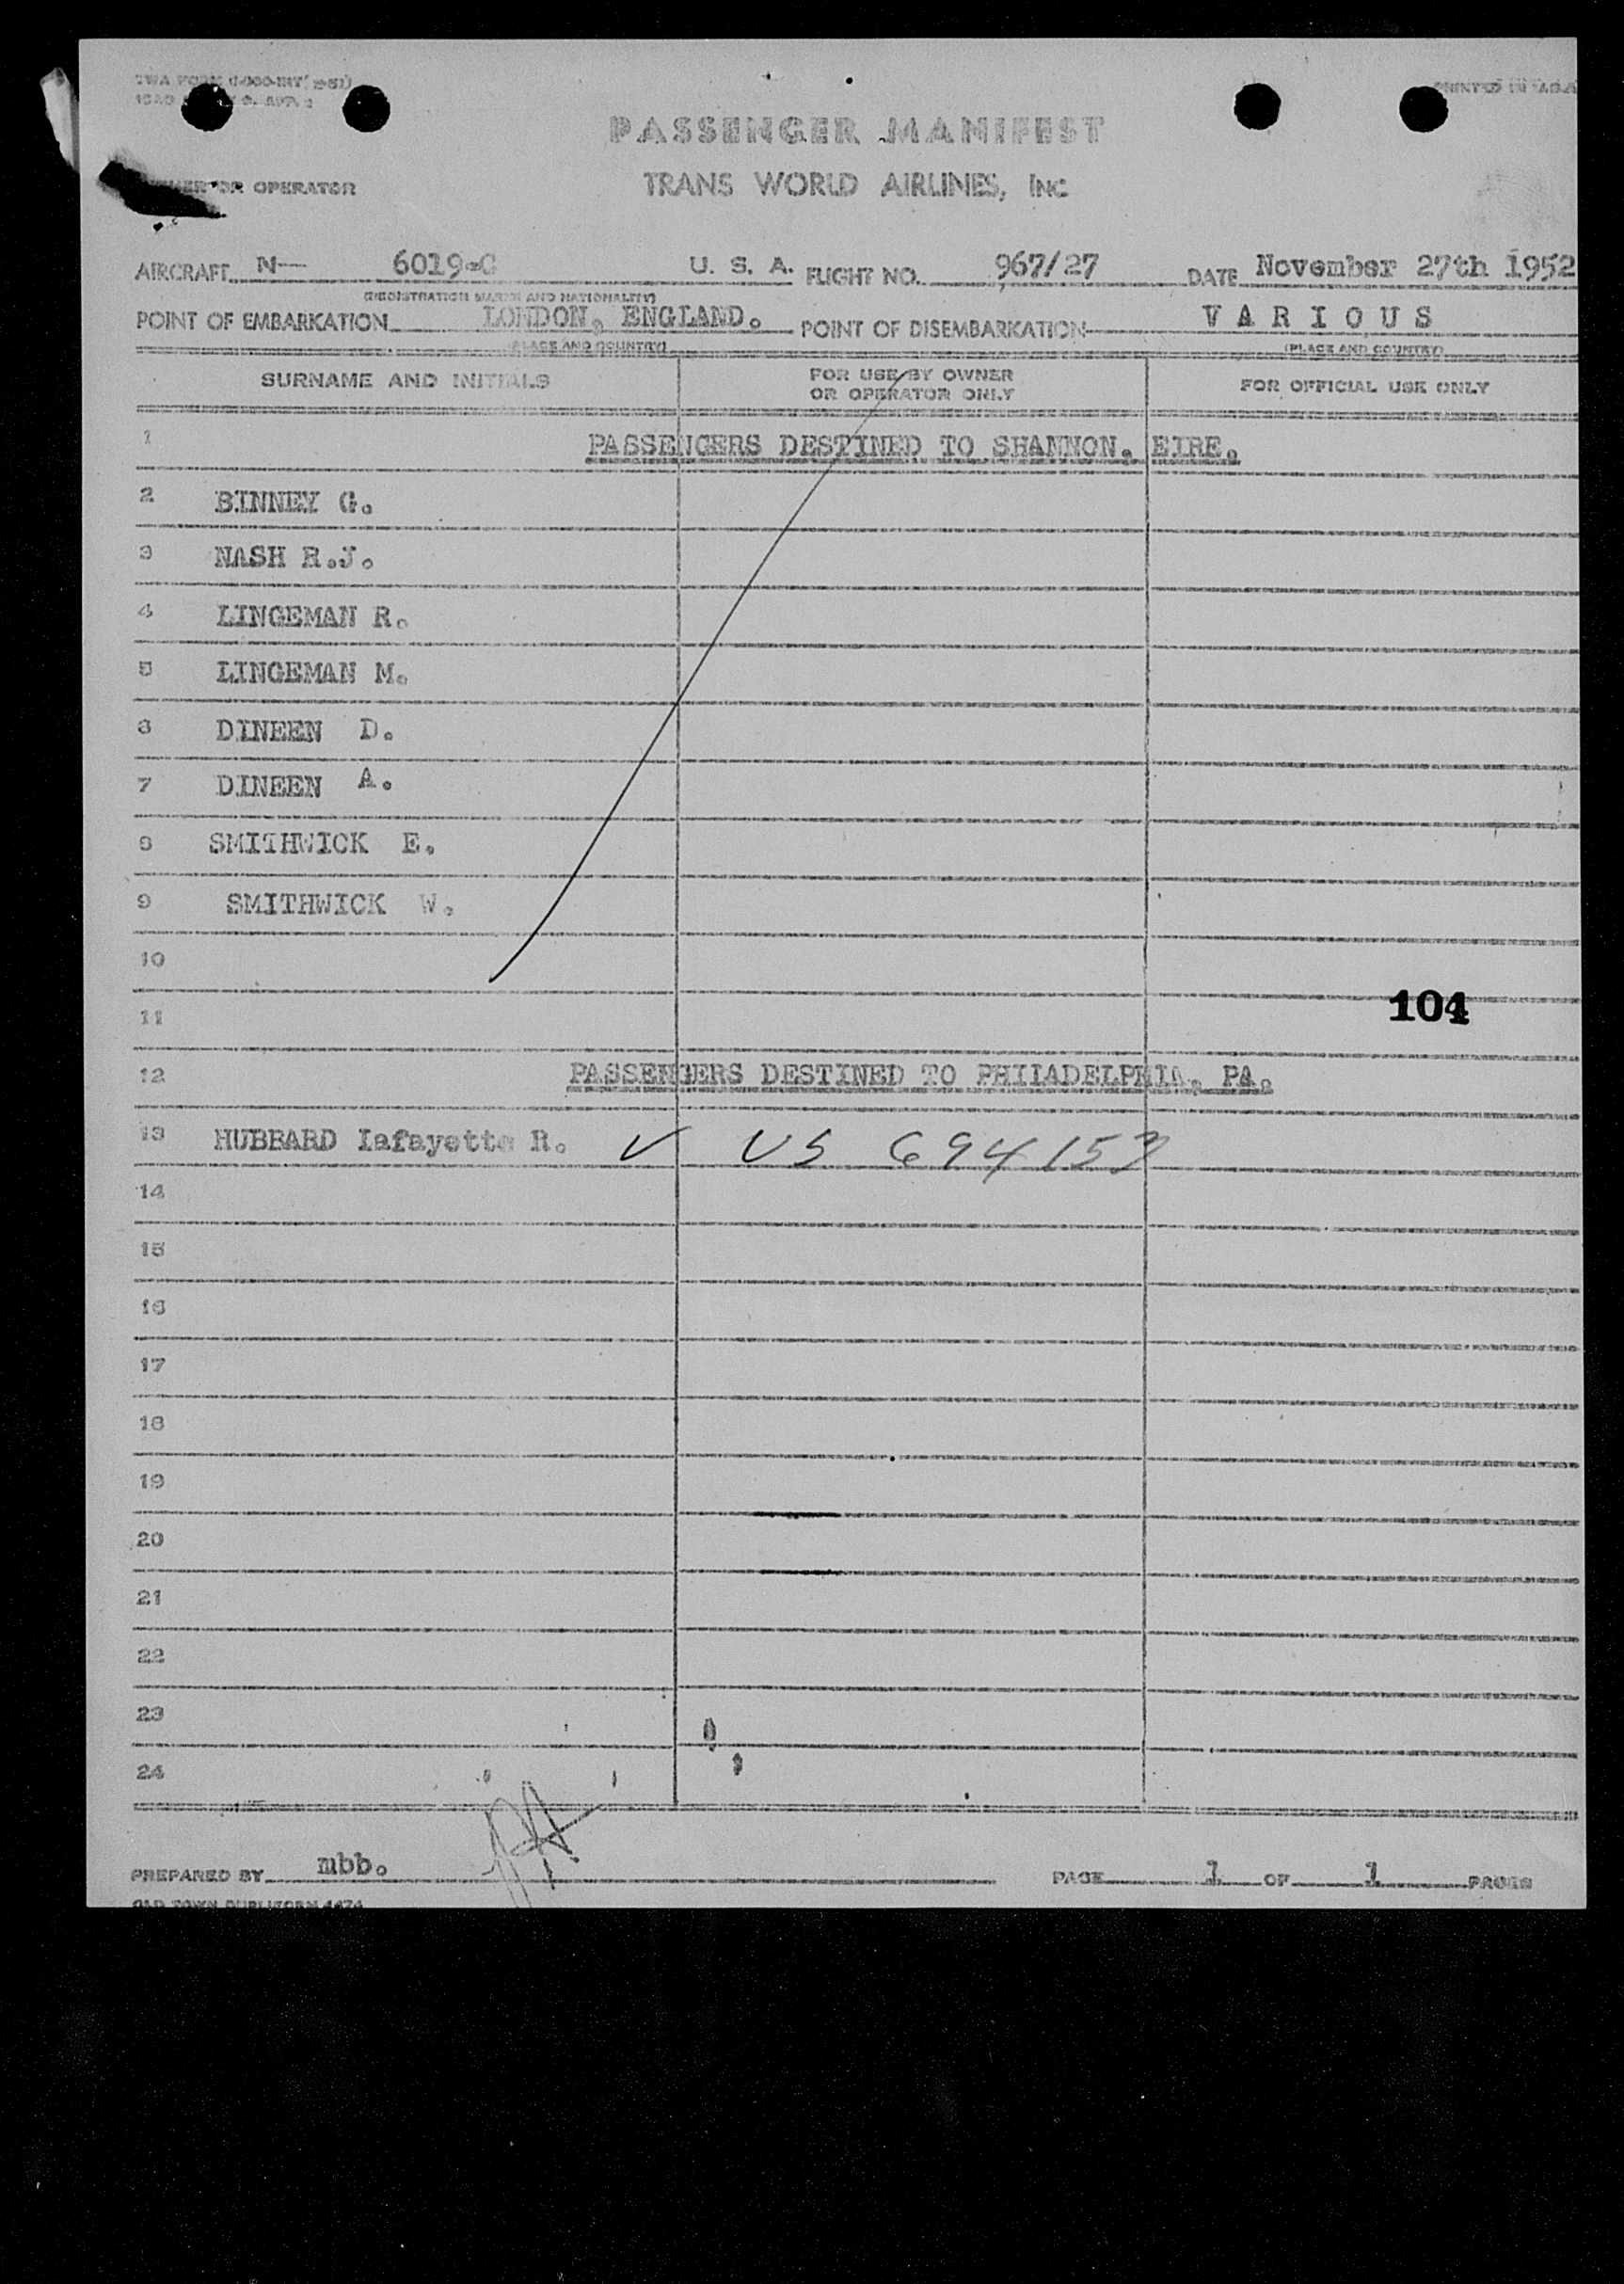 TWA FORM
PRINTED IN U.S.A.
PASSENGER MANIFEST
OR OPERATOR
TRANS WORLD AIRLINES, INC
AIRCRAFT N— 6019-C U. S. A. FLIGHT NO. 967/27 DATE November 27th 1952
(REGISTRATION MARKS AND NATIONALITY)
POINT OF EMBARKATION LONDON, ENGLAND. POINT OF DISEMBARKATION V A R I O U S
(PLACE AND COUNTRY) (PLACE AND COUNTRY)
SURNAME AND INITIALS FOR USE BY OWNER OR OPERATOR ONLY FOR OFFICIAL USE ONLY
1 PASSENGERS DESTINED TO SHANNON, EIRE.
2 BINNEY G.
3 NASH R.J.
4 LINGEMAN R.
5 LINGEMAN M.
6 DINEEN D.
7 DINEEN A.
8 SMITHWICK E.
9 SMITHWICK W.
10
11 104
12 PASSENGERS DESTINED TO PHILADELPHIA, PA.
13 HUBBARD Lafayette R. ✓ US 694153
14
15
16
17
18
19
20
21
22
23
24
PREPARED BY mbb. PAGE 1 OF 1 PAGES